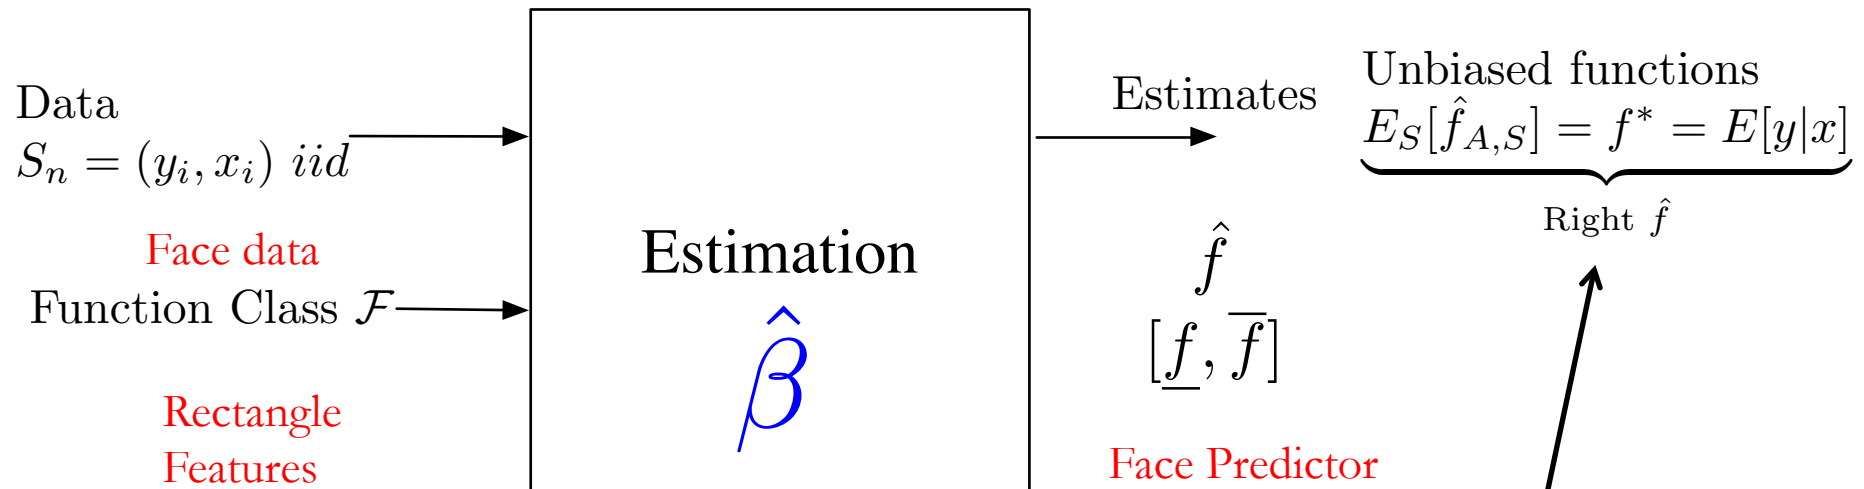 Data
$S_n = (y_i, x_i)$ iid
Face data
Function Class $\mathcal{F}$
Rectangle
Features
Estimation
$\hat{\beta}$
Estimates
$\hat{f}$
$[\underline{f}, \overline{f}]$
Face Predictor
Unbiased functions
$E_S[\hat{f}_{A,S}] = f^* = E[y|x]$
Right $\hat{f}$